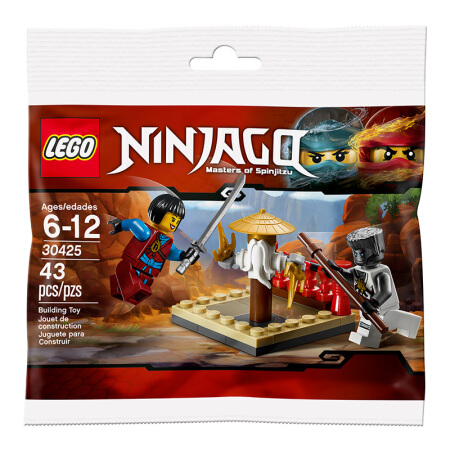 LEGO
NINJAGO
Masters of Spinjitzu
Ages/edades
6-12
30425
43
pcs/pzs
Building Toy
Jouet de
construction
Juguete para
Construir